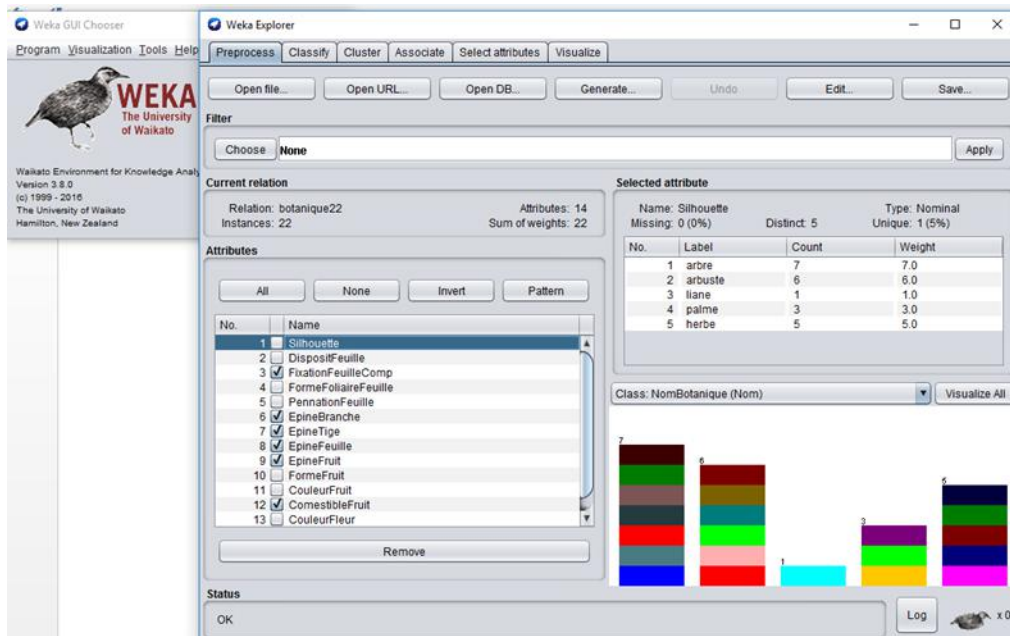 Weka GUI Chooser
Program Visualization Tools Help
WEKA
The University
of Waikato
Waikato Environment for Knowledge Analy
Version 3.8.0
(c) 1999 - 2016
The University of Waikato
Hamilton, New Zealand
Weka Explorer
Preprocess Classify Cluster Associate Select attributes Visualize
Open file... Open URL... Open DB... Generate... Undo Edit... Save...
Filter
Choose None Apply
Current relation
Relation: botanique22 Attributes: 14
Instances: 22 Sum of weights: 22
Attributes
All None Invert Pattern
No. Name
1 Silhouette
2 DispositFeuille
3 FixationFeuilleComp
4 FormeFoliaireFeuille
5 PennationFeuille
6 EpineBranche
7 EpineTige
8 EpineFeuille
9 EpineFruit
10 FormeFruit
11 CouleurFruit
12 ComestibleFruit
13 CouleurFleur
Remove
Selected attribute
Name: Silhouette Type: Nominal
Missing: 0 (0%) Distinct: 5 Unique: 1 (5%)
No. Label Count Weight
1 arbre 7 7.0
2 arbuste 6 6.0
3 liane 1 1.0
4 palme 3 3.0
5 herbe 5 5.0
Class: NomBotanique (Nom) Visualize All
7
6
1
3
5
Status
OK
Log x 0